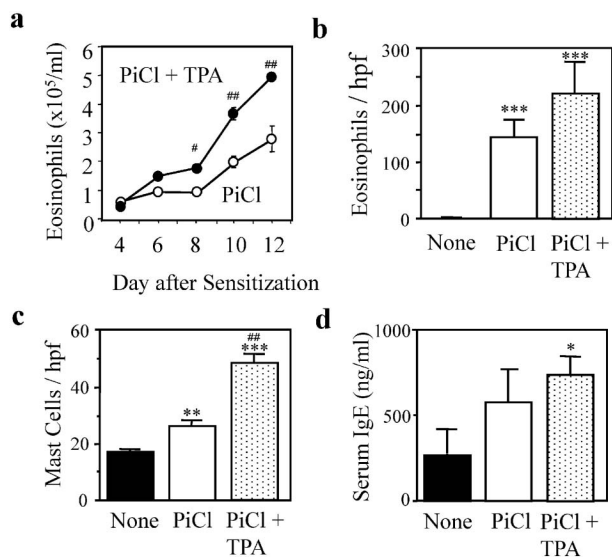 a
Eosinophils (x10⁵/ml)
6
5
4
3
2
1
0
PiCl + TPA
#
##
##
PiCl
4 6 8 10 12
Day after Sensitization
b
Eosinophils / hpf
300
200
100
0
***
***
None PiCl PiCl +
TPA
c
Mast Cells / hpf
60
40
20
0
**
##
***
None PiCl PiCl +
TPA
d
Serum IgE (ng/ml)
1000
500
0
*
None PiCl PiCl +
TPA